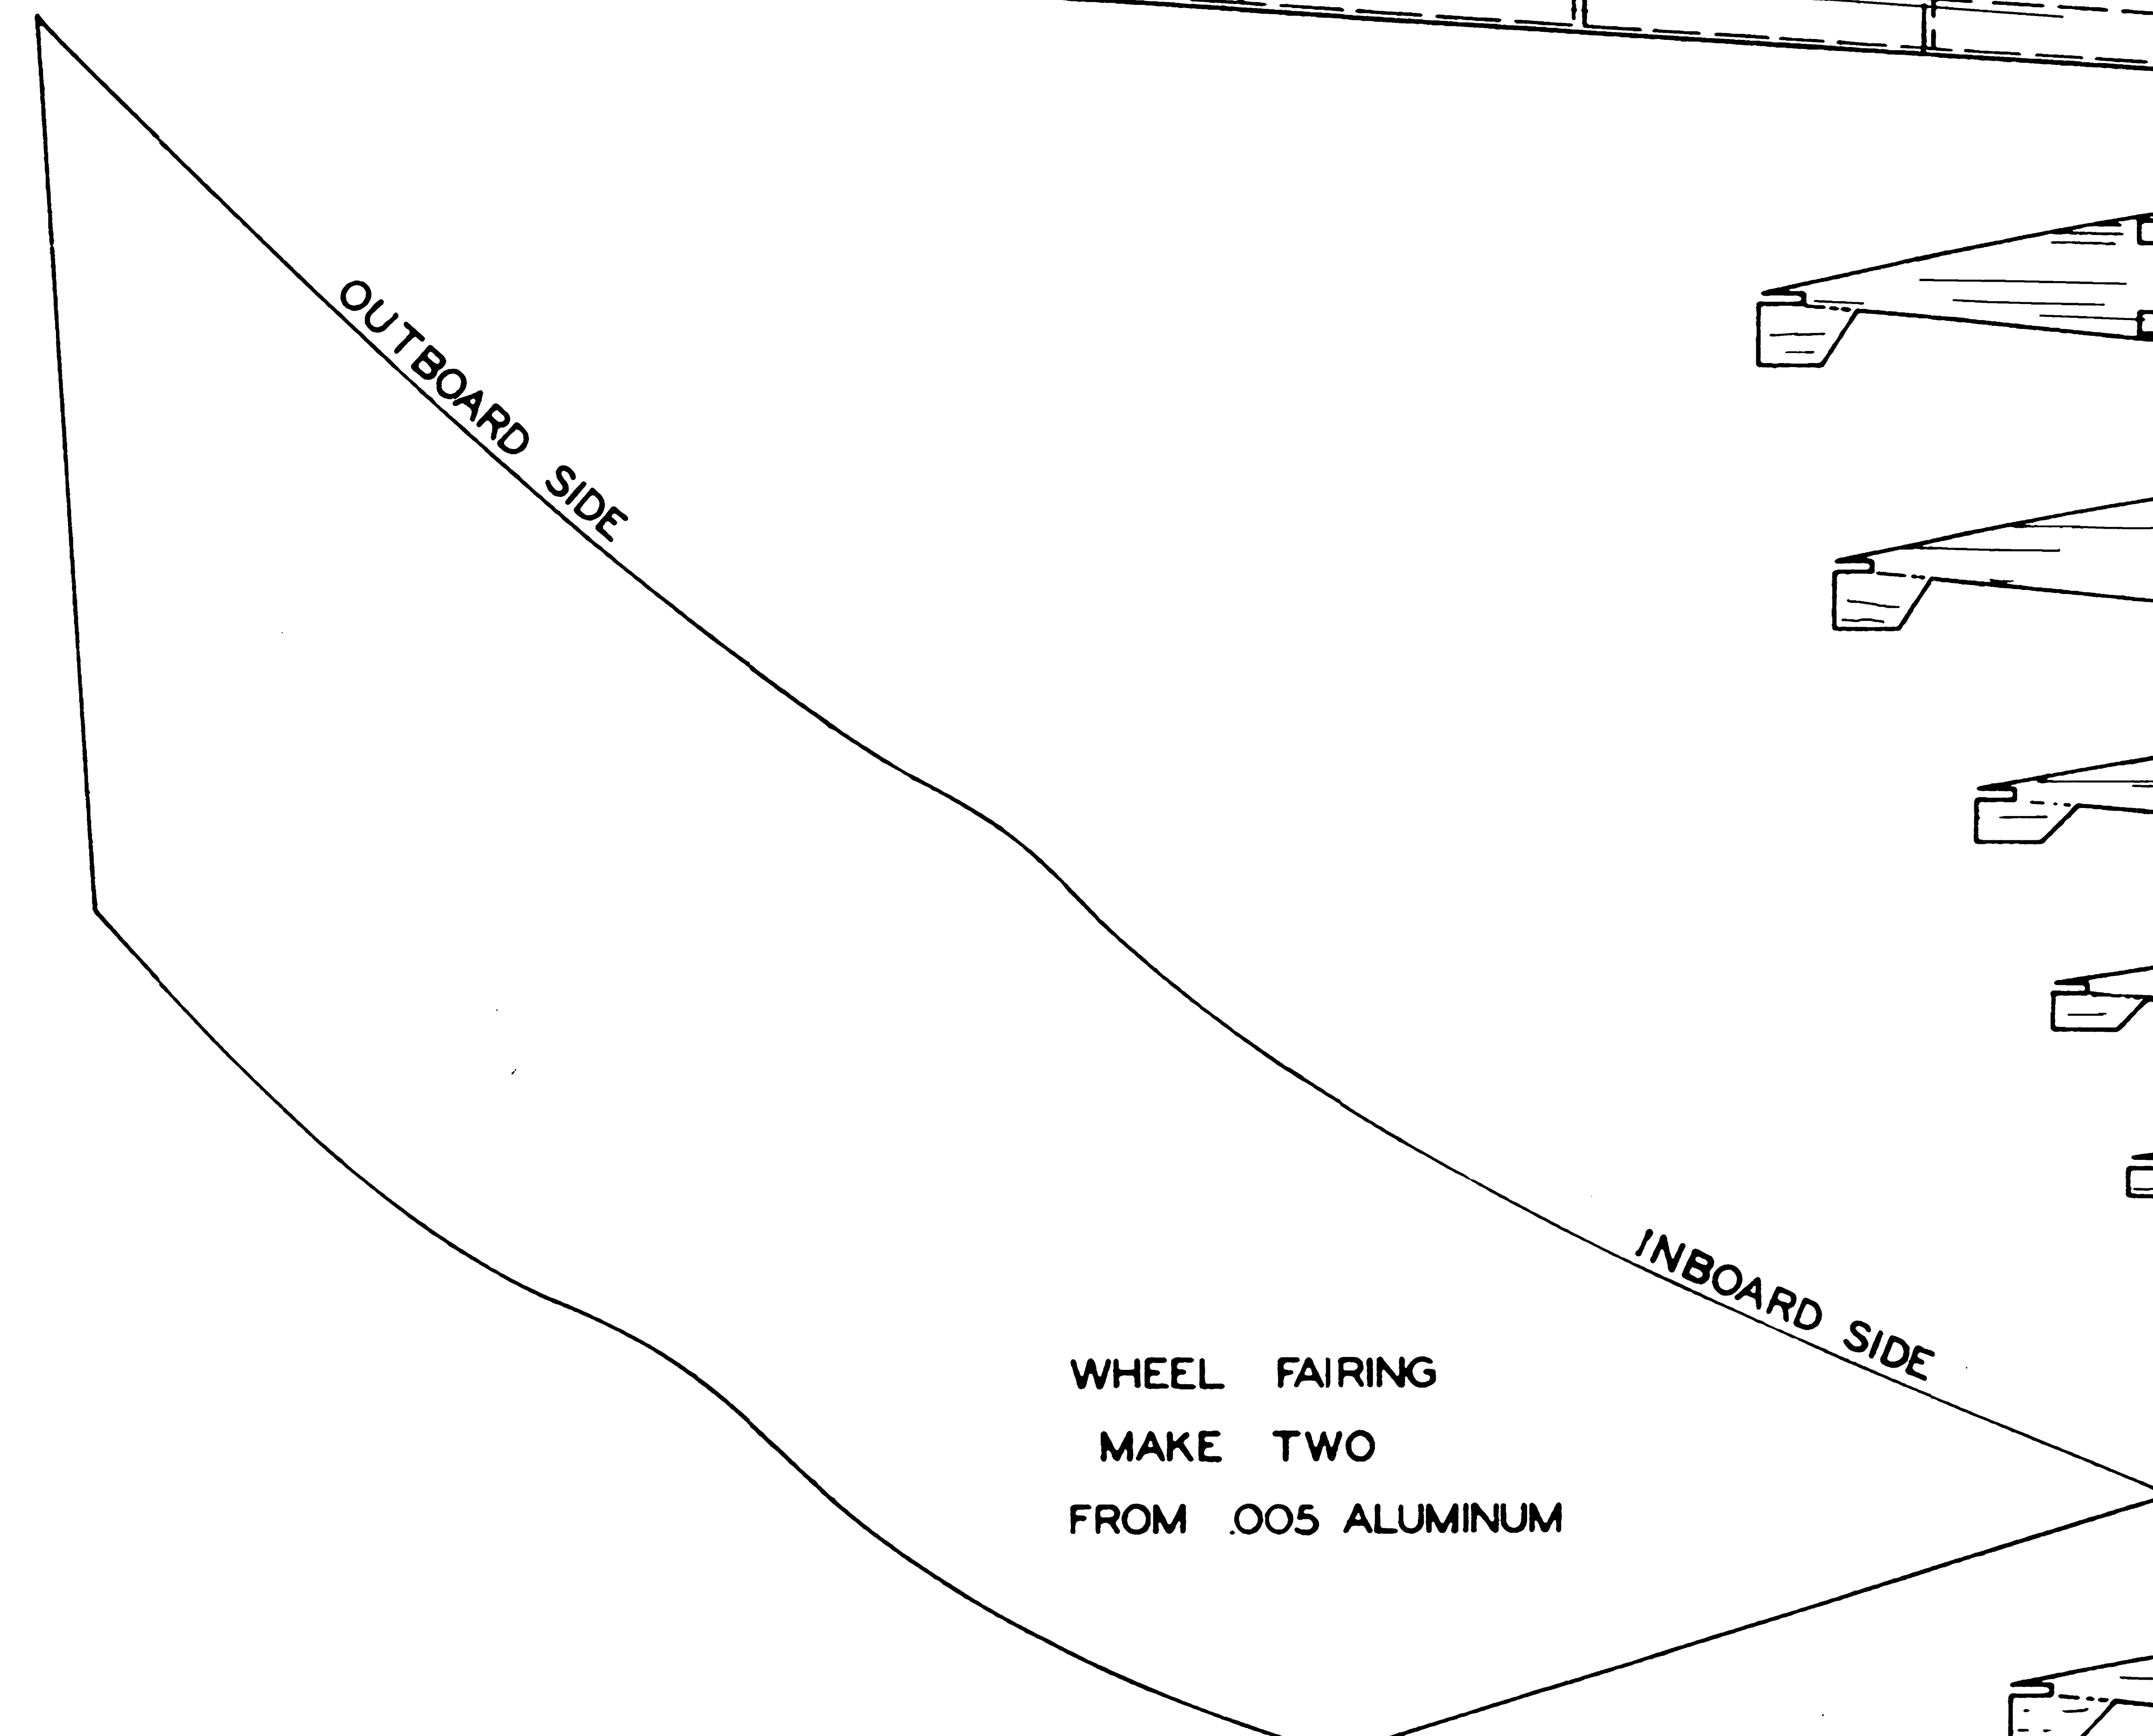 OUTBOARD SIDE
INBOARD SIDE
WHEEL FAIRING
MAKE TWO
FROM .005 ALUMINUM